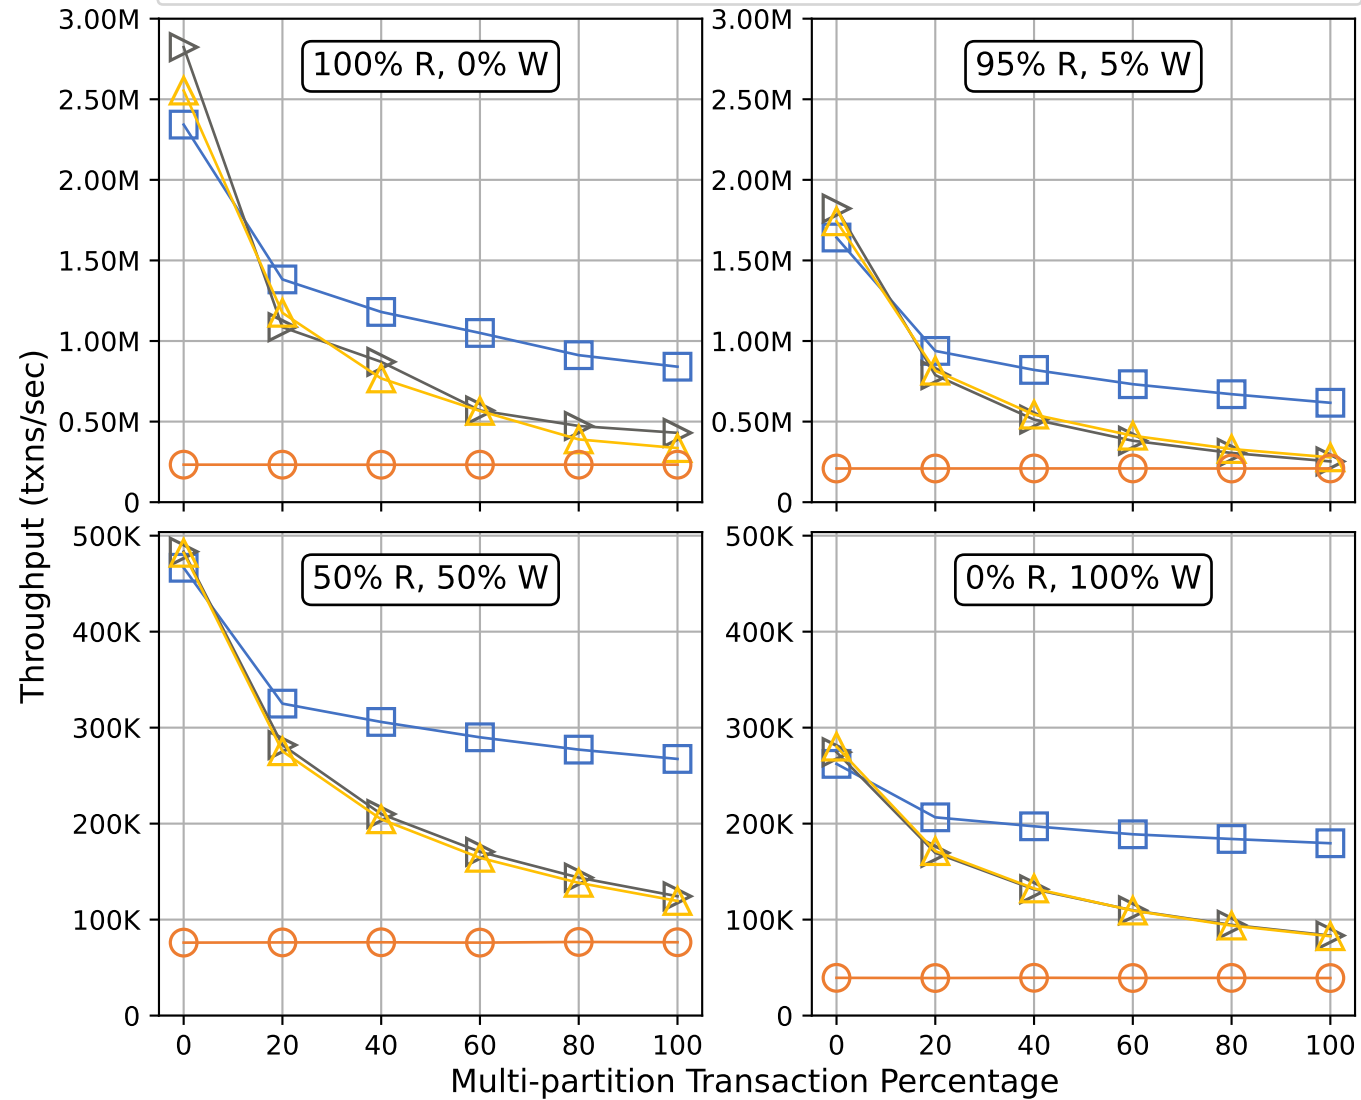 3.00M
2.50M
2.00M
1.50M
1.00M
0.50M
0
100% R, 0% W
3.00M
2.50M
2.00M
1.50M
1.00M
0.50M
0
95% R, 5% W
Throughput (txns/sec)
500K
400K
300K
200K
100K
0
50% R, 50% W
0 20 40 60 80 100
500K
400K
300K
200K
100K
0
0% R, 100% W
0 20 40 60 80 100
Multi-partition Transaction Percentage